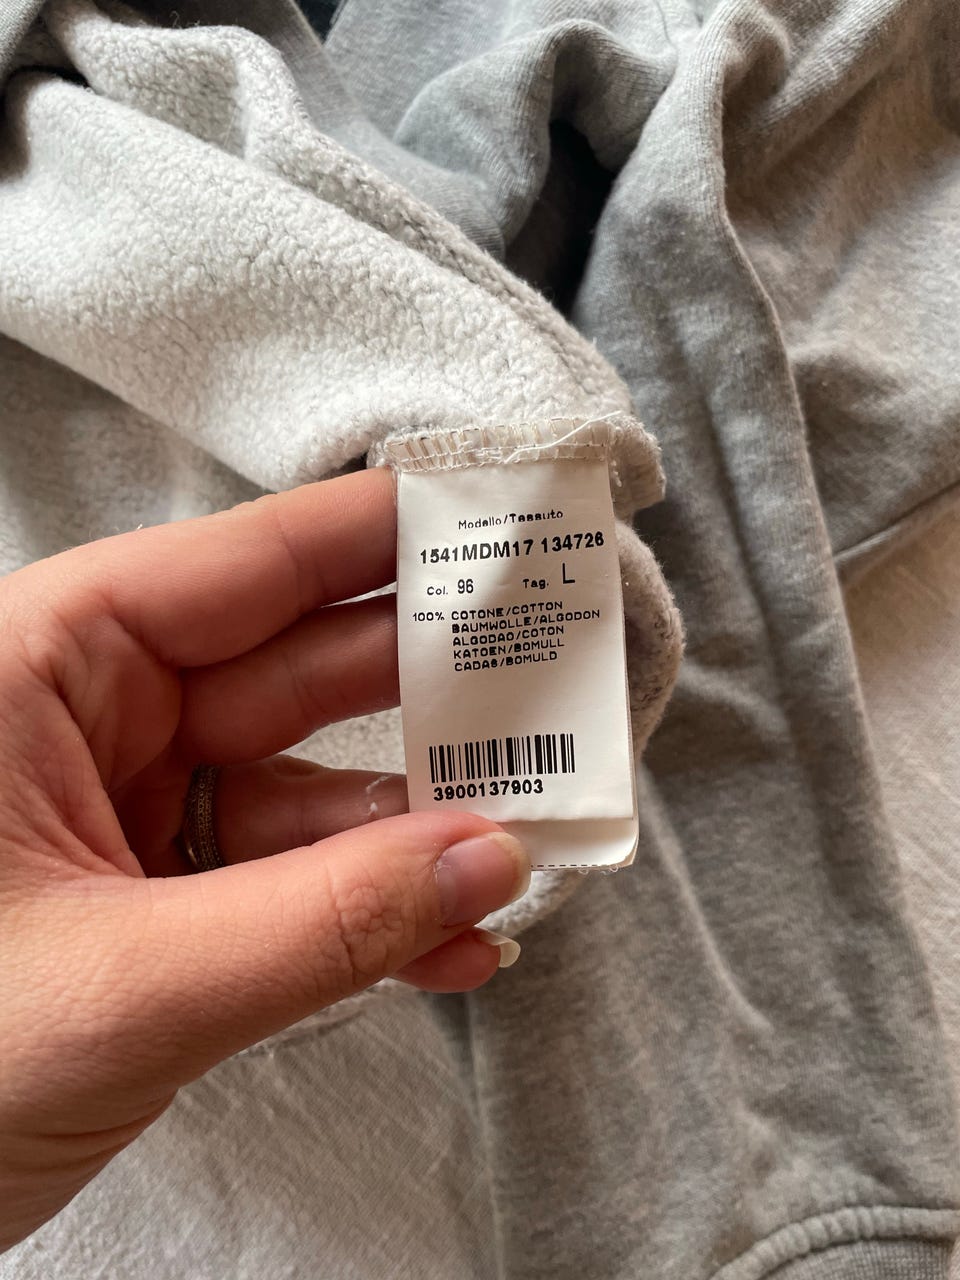 Modello/Tessuto
1541MDM17 134726
Col. 96 Tag. L
100% COTONE/COTTON
BAUMWOLLE/ALGODON
ALGODAO/COTON
KATOEN/BOMULL
CADAS/BOMULD
3900137903